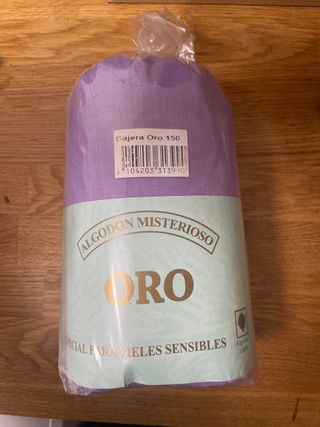 Bajera Oro 150
ALGODON MISTERIOSO
ORO
ESPECIAL PARA PIELES SENSIBLES